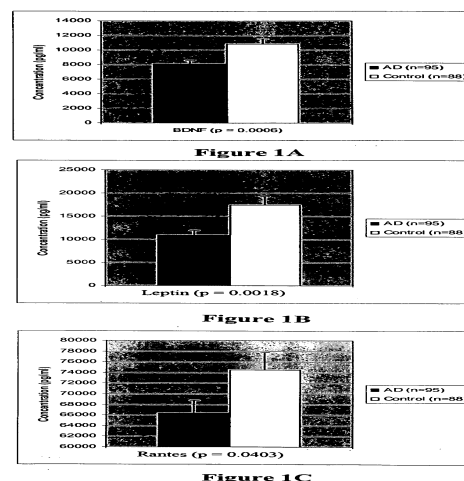 14000
12000
10000
8000
6000
4000
2000
0
Concentration (pg/ml)
BDNF (p = 0.0006)
AD (n=95)
Control (n=88)
Figure 1A
25000
20000
15000
10000
5000
0
Concentration (pg/ml)
Leptin (p = 0.0018)
AD (n=95)
Control (n=88)
Figure 1B
80000
78000
76000
74000
72000
70000
68000
66000
64000
62000
60000
Concentration (pg/ml)
Rantes (p = 0.0403)
AD (n=95)
Control (n=88)
Figure 1C